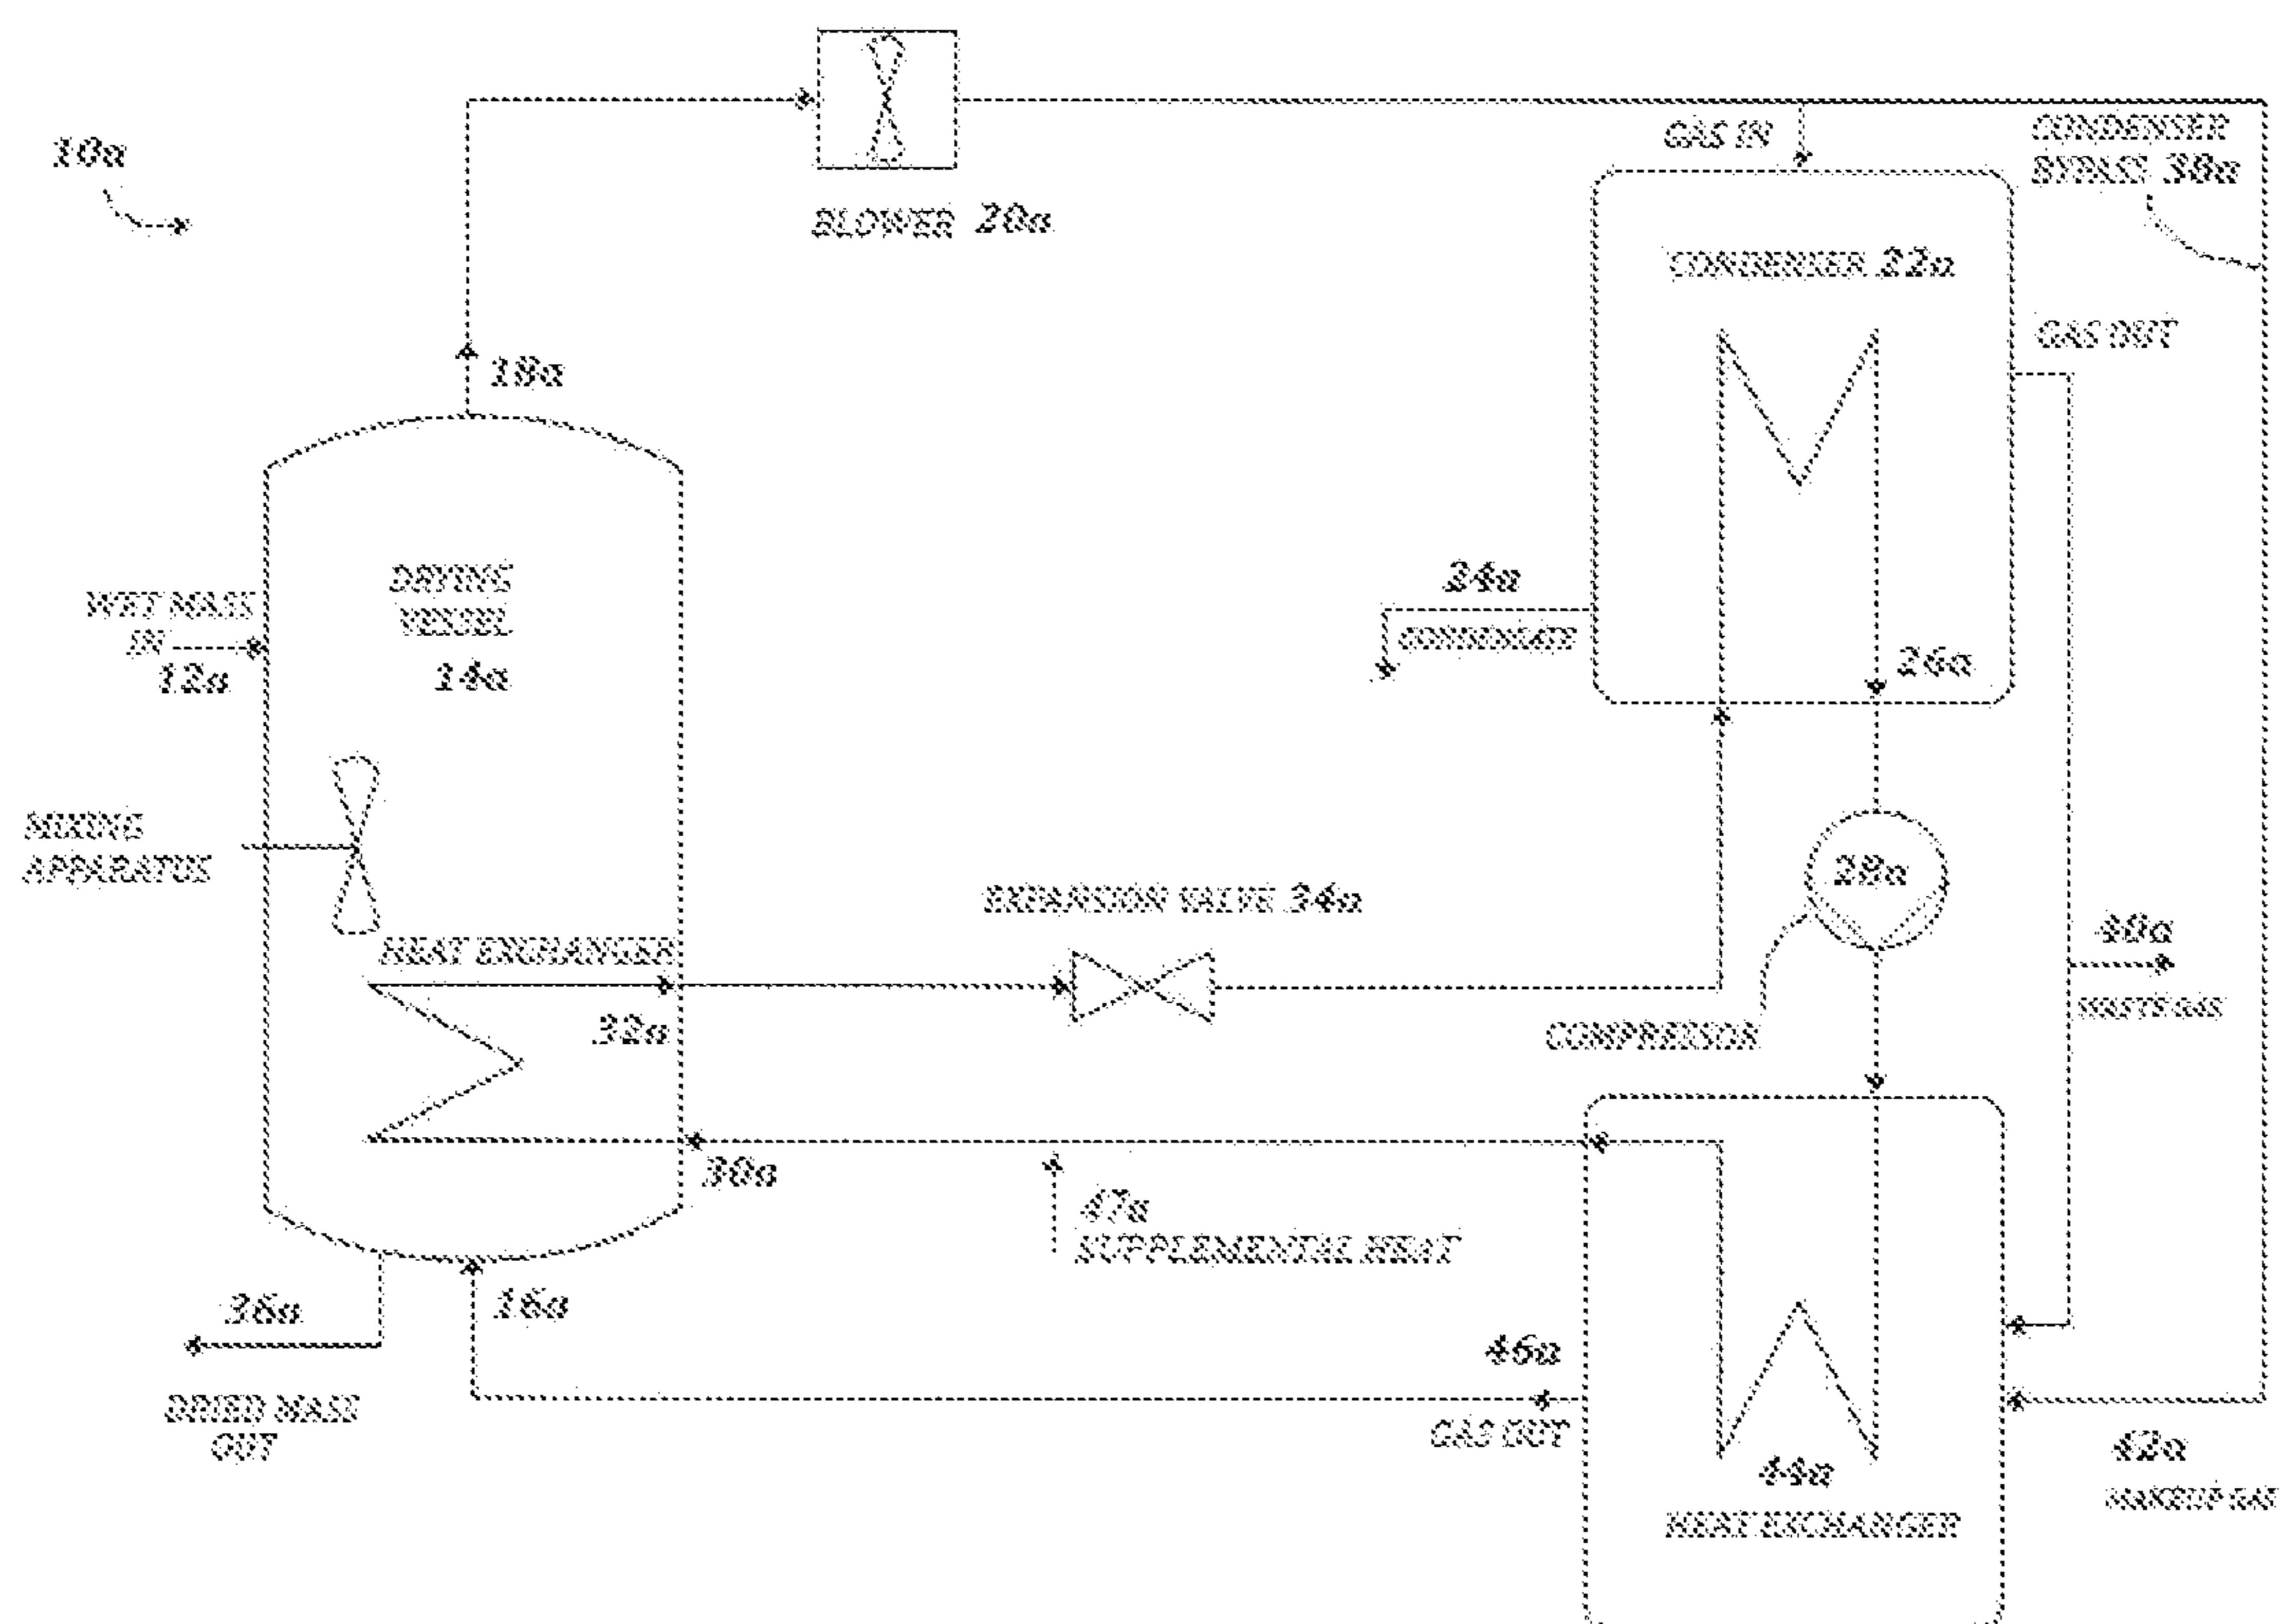 10a
BLOWER 20a
GAS IN
CONDENSER
BYPASS 38a
CONDENSER 22a
GAS OUT
18a
DRYING
VESSEL
14a
WET MASS
IN
12a
24a
CONDENSATE
26a
MIXING
APPARATUS
28a
EXPANSION VALVE 34a
HEAT EXCHANGER
32a
COMPRESSOR
40a
WASTE GAS
30a
47a
SUPPLEMENTAL HEAT
36a
DRIED MASS
OUT
16a
46a
GAS OUT
44a
HEAT EXCHANGER
42a
MAKEUP GAS